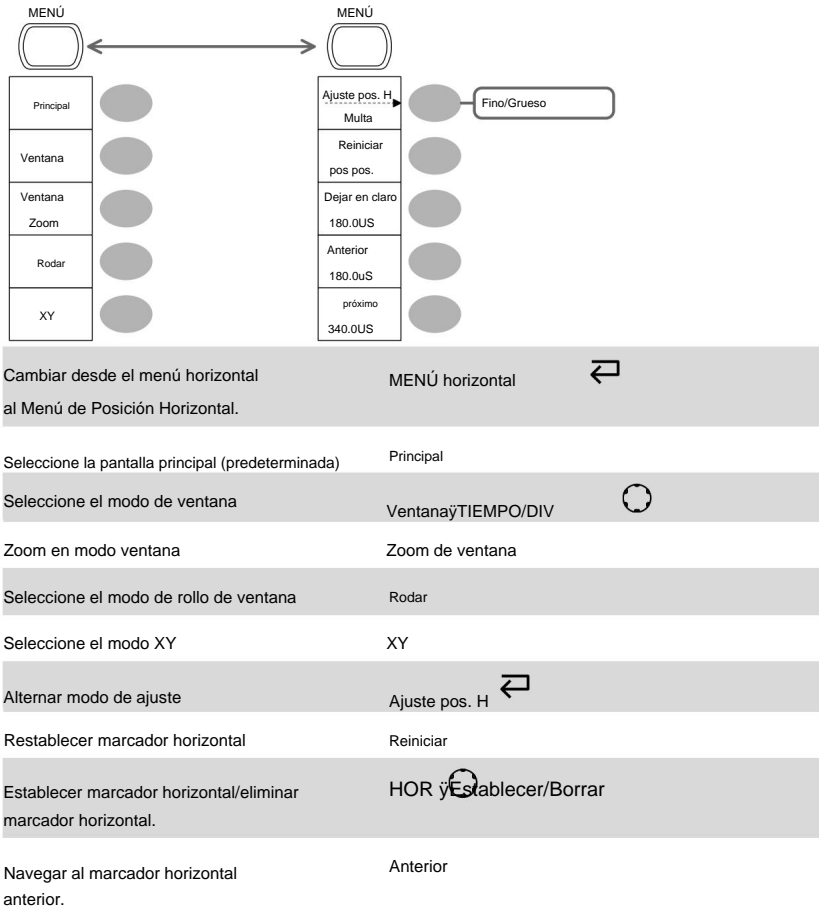 MENÚ
MENÚ
Principal
Ventana
Ventana
Zoom
Rodar
XY
Ajuste pos. H
Multa
Fino/Grueso
Reiniciar
pos pos.
Dejar en claro
180.0US
Anterior
180.0uS
próximo
340.0US
Cambiar desde el menú horizontal
al Menú de Posición Horizontal.
MENÚ horizontal
Seleccione la pantalla principal (predeterminada)
Principal
Seleccione el modo de ventana
VentanaÿTIEMPO/DIV
Zoom en modo ventana
Zoom de ventana
Seleccione el modo de rollo de ventana
Rodar
Seleccione el modo XY
XY
Alternar modo de ajuste
Ajuste pos. H
Restablecer marcador horizontal
Reiniciar
Establecer marcador horizontal/eliminar
marcador horizontal.
HOR ÿEstablecer/Borrar
Navegar al marcador horizontal
anterior.
Anterior